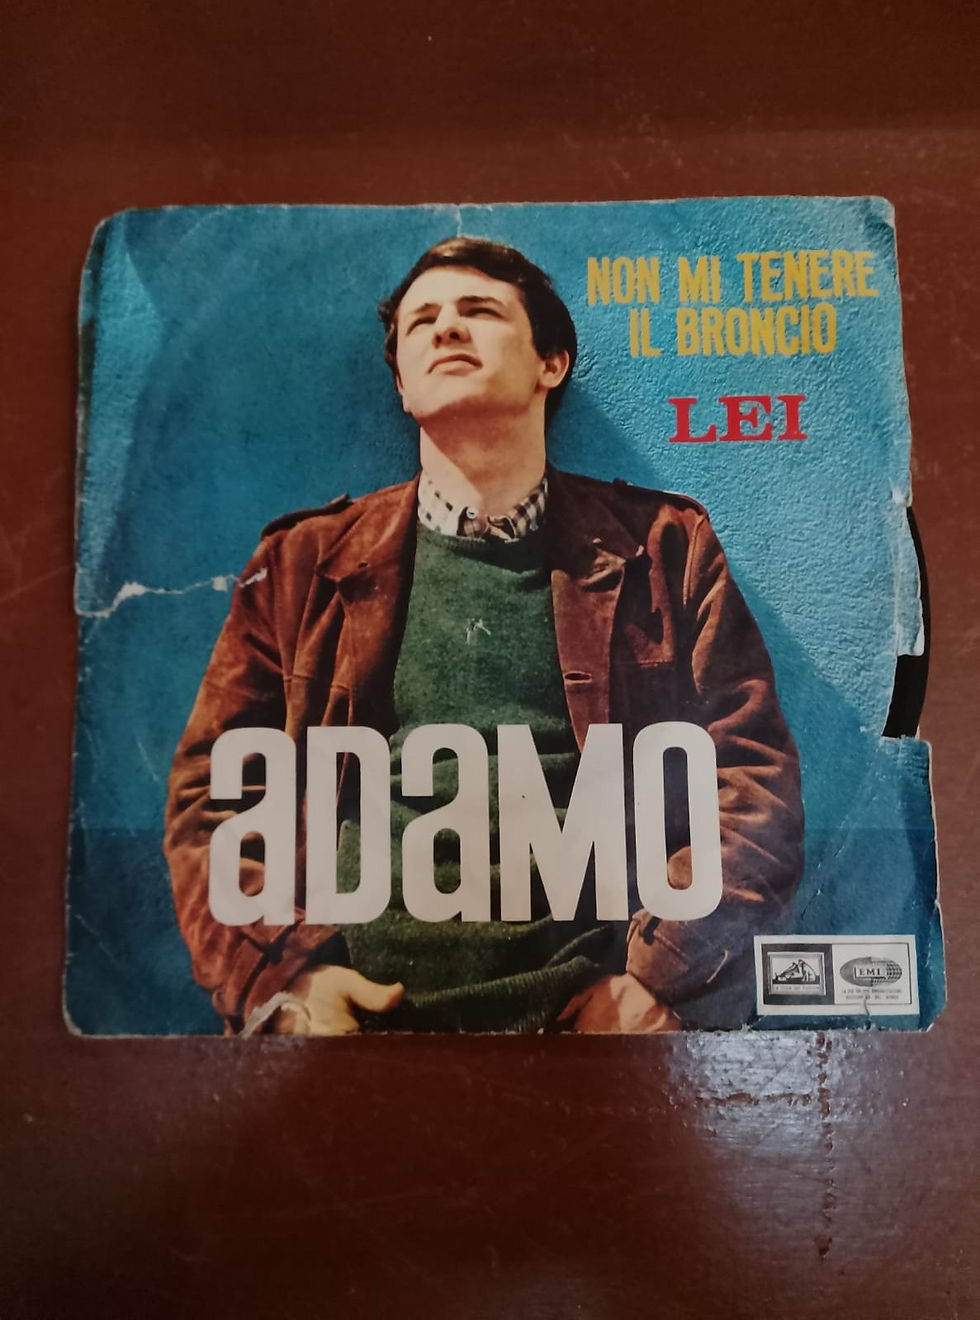 NON MI TENERE
IL BRONCIO
LEI
aDaMO
EMI